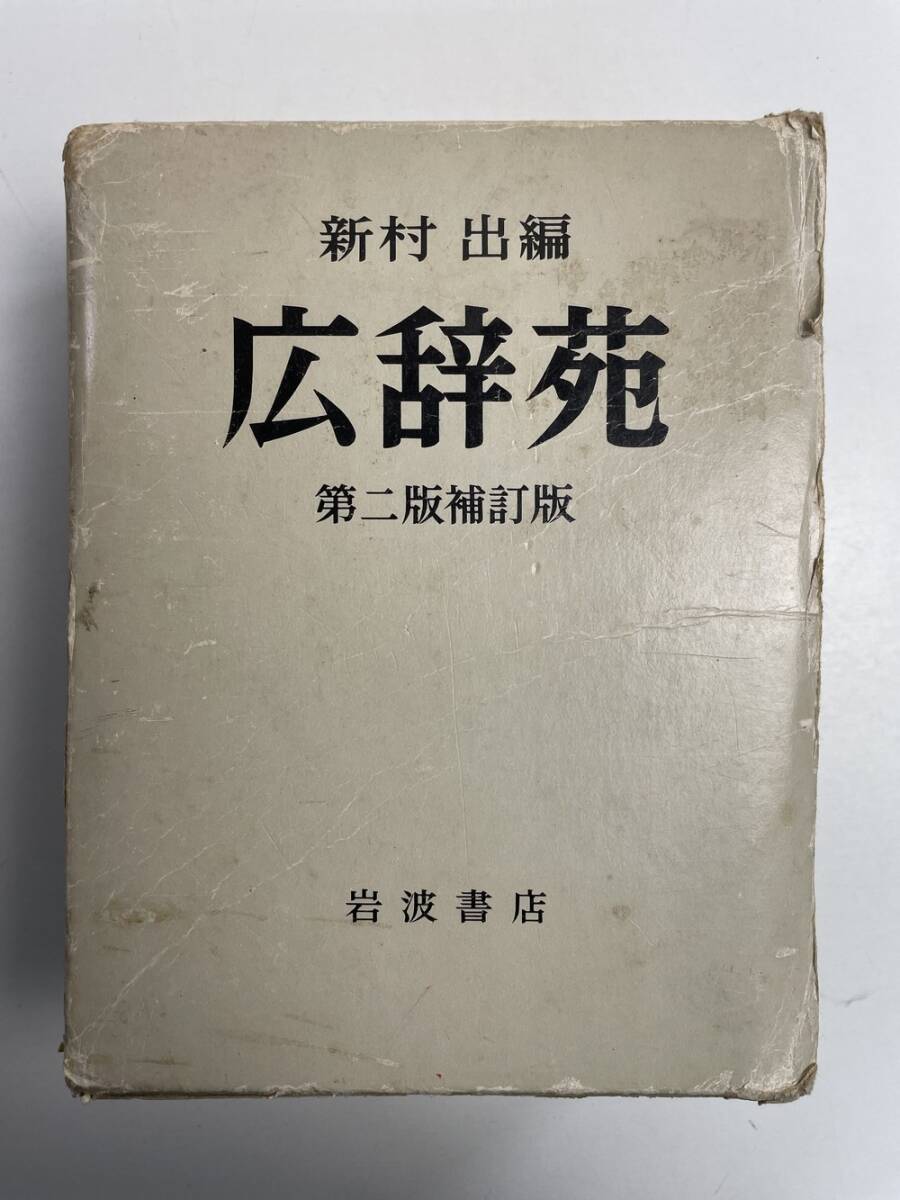 新村 出編
広辞苑
第二版補訂版
岩波書店